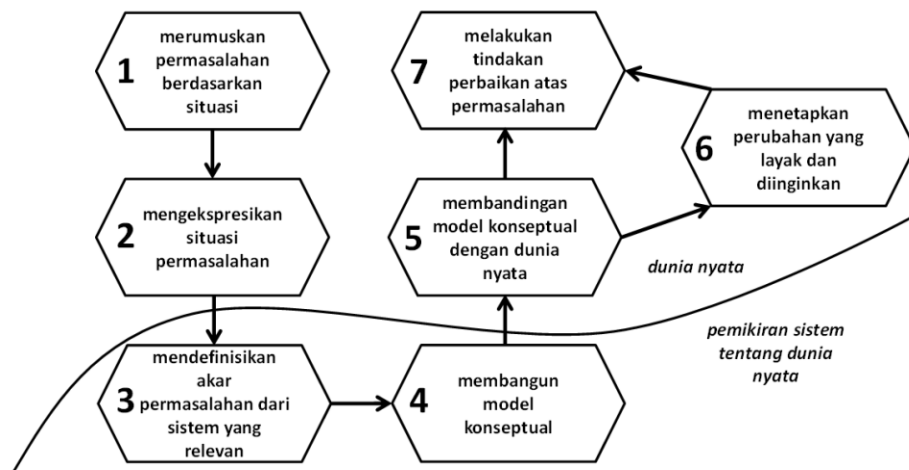 1
merumuskan
permasalahan
berdasarkan
situasi
2
mengekspresikan
situasi
permasalahan
3
mendefinisikan
akar
permasalahan dari
sistem yang
relevan
4
membangun
model
konseptual
5
membandingan
model konseptual
dengan dunia
nyata
6
menetapkan
perubahan yang
layak dan
diinginkan
7
melakukan
tindakan
perbaikan atas
permasalahan
dunia nyata
pemikiran sistem
tentang dunia
nyata